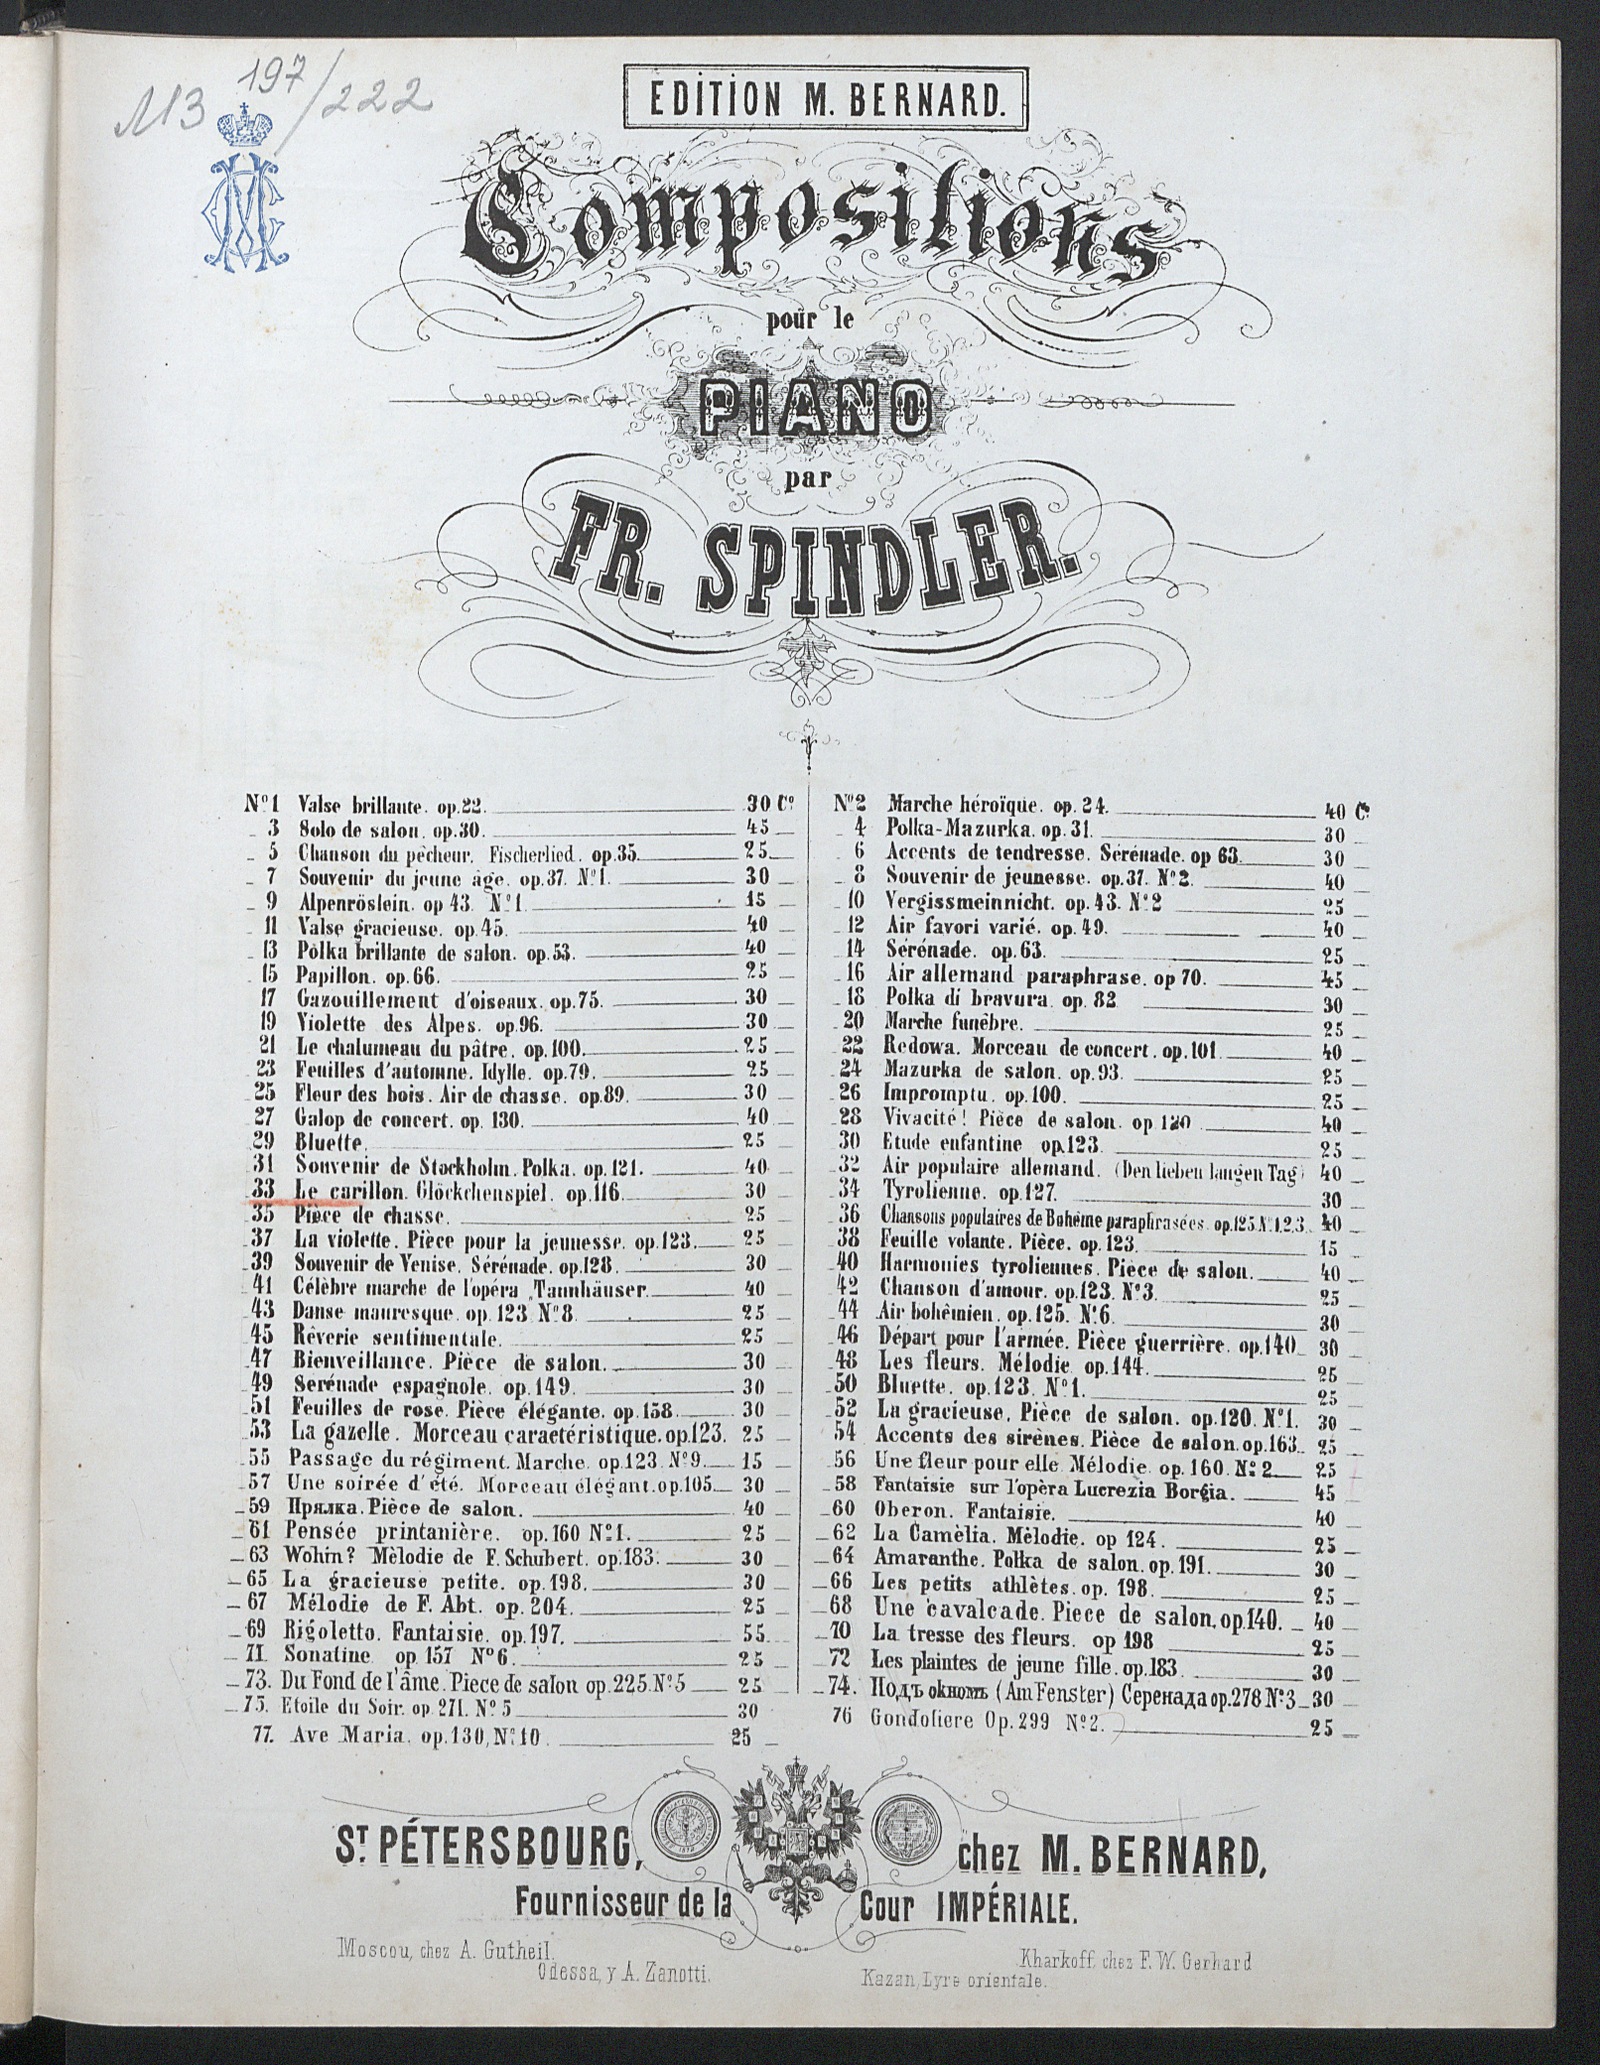 МЗ 197/222
EDITION M. BERNARD.
Compositions
pour le
PIANO
par
FR. SPINDLER.
Nº1 Valse brillante. op.22. 30 Cº
3 Solo de salon. op.30. 45
5 Chanson du pêcheur. Fischerlied. op.35. 25
7 Souvenir du jeune âge. op.37. Nº1. 30
9 Alpenröslein. op 43. Nº1. 15
11 Valse gracieuse. op.45. 40
13 Polka brillante de salon. op.53. 40
15 Papillon. op.66. 25
17 Gazouillement d'oiseaux. op.75. 30
19 Violette des Alpes. op.96. 30
21 Le chalumeau du pâtre. op.100. 25
23 Feuilles d'automne. Idylle. op.79. 25
25 Fleur des bois. Air de chasse. op.89. 30
27 Galop de concert. op. 130. 40
29 Bluette. 25
31 Souvenir de Stockholm. Polka. op.121. 40
33 Le carillon. Glöckchenspiel. op.116. 30
35 Pièce de chasse. 25
37 La violette. Pièce pour la jeunesse. op.123. 25
39 Souvenir de Venise. Sérénade. op.128. 30
41 Célèbre marche de l'opéra „Tannhäuser. 40
43 Danse mauresque. op. 123 Nº8. 25
45 Rêverie sentimentale. 25
47 Bienveillance. Pièce de salon. 30
49 Serénade espagnole. op.149. 30
51 Feuilles de rose. Pièce élégante. op.158. 30
53 La gazelle. Morceau caractéristique. op.123. 25
55 Passage du régiment. Marche. op.123 Nº9. 15
57 Une soirée d'été. Morceau élégant. op.105. 30
59 Прялка. Pièce de salon. 40
61 Pensée printanière. op.160 Nº1. 25
63 Wohin? Mèlodie de F. Schubert. op.183. 30
65 La gracieuse petite. op.198. 30
67 Mélodie de F. Abt. op. 204. 25
69 Rigoletto. Fantaisie. op.197. 55
71. Sonatine op. 157 Nº6. 25
73. Du Fond de l'âme. Piece de salon op.225. Nº5 25
75. Etoile du Soir. op. 271. Nº5 30
77. Ave Maria. op.130, Nº10. 25
Nº2 Marche héroïque. op. 24. 40 Cº
4 Polka-Mazurka. op. 31. 30
6 Accents de tendresse. Sérénade. op 63. 30
8 Souvenir de jeunesse. op.37. Nº2. 40
10 Vergissmeinnicht. op. 43. Nº2 25
12 Air favori varié. op. 49. 40
14 Sérénade. op.63. 25
16 Air allemand paraphrase. op 70. 45
18 Polka di bravura. op. 82 30
20 Marche funèbre. 25
22 Redowa. Morceau de concert. op.101. 40
24 Mazurka de salon. op.93. 25
26 Impromptu. op.100. 25
28 Vivacité! Pièce de salon. op 120 40
30 Etude enfantine op.123. 25
32 Air populaire allemand. (Den lieben langen Tag) 40
34 Tyrolienne. op.127. 30
36 Chansons populaires de Bohême paraphrasées. op.125. Nº.1.2.3. 40
38 Feuille volante. Pièce. op. 123. 15
40 Harmonies tyroliennes. Pièce de salon. 40
42 Chanson d'amour. op.123. Nº3. 25
44 Air bohêmien. op.125. Nº6. 30
46 Départ pour l'armée. Pièce guerrière. op.140. 30
48 Les fleurs. Mélodie. op.144. 25
50 Bluette. op.123. Nº1. 25
52 La gracieuse. Pièce de salon. op.120. Nº1. 30
54 Accents des sirènes. Pièce de salon. op.163. 25
56 Une fleur pour elle Mélodie. op. 160. Nº2 25
58 Fantaisie sur l'opèra Lucrezia Borgia. 45
60 Oberon. Fantaisie. 40
62 La Camèlia. Mèlodie. op 124. 25
64 Amaranthe. Polka de salon. op.191. 30
66 Les petits athlètes. op. 198. 25
68 Une cavalcade. Piece de salon. op.140. 40
70 La tresse des fleurs. op 198 25
72 Les plaintes de jeune fille. op.183. 30
74. Подъ окномъ (Am Fenster) Серенада op.278 Nº3 30
76 Gondoliere Op. 299 Nº2. 25
ST. PÉTERSBOURG, chez M. BERNARD,
Fournisseur de la Cour IMPÉRIALE.
Moscou, chez A. Gutheil. Kharkoff, chez F. W. Gerhard
Odessa, y A. Zanotti. Kazan, Lyre orientale.